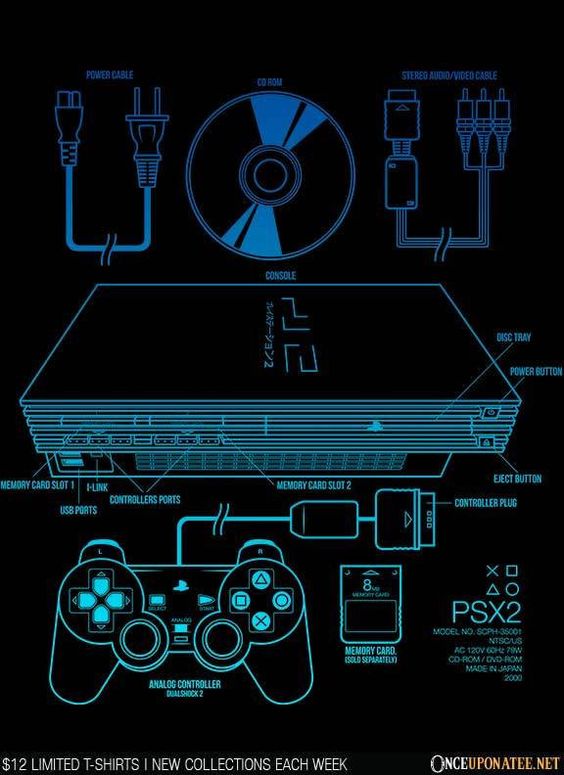 POWER CABLE
CD ROM
STEREO AUDIO/VIDEO CABLE
CONSOLE
プレイステーション2
DISC TRAY
POWER BUTTON
MEMORY CARD SLOT 1
I-LINK
USB PORTS
CONTROLLERS PORTS
MEMORY CARD SLOT 2
EJECT BUTTON
CONTROLLER PLUG
L
R
SELECT
START
ANALOG
8MB
MEMORY CARD
MEMORY CARD.
(SOLD SEPARATELY)
ANALOG CONTROLLER
DUALSHOCK 2
PSX2
MODEL NO. SCPH-35001
NTSC/US
AC 120V 60Hz 79W
CD-ROM / DVD-ROM
MADE IN JAPAN
2000
$12 LIMITED T-SHIRTS I NEW COLLECTIONS EACH WEEK
ONCEUPONATEE.NET